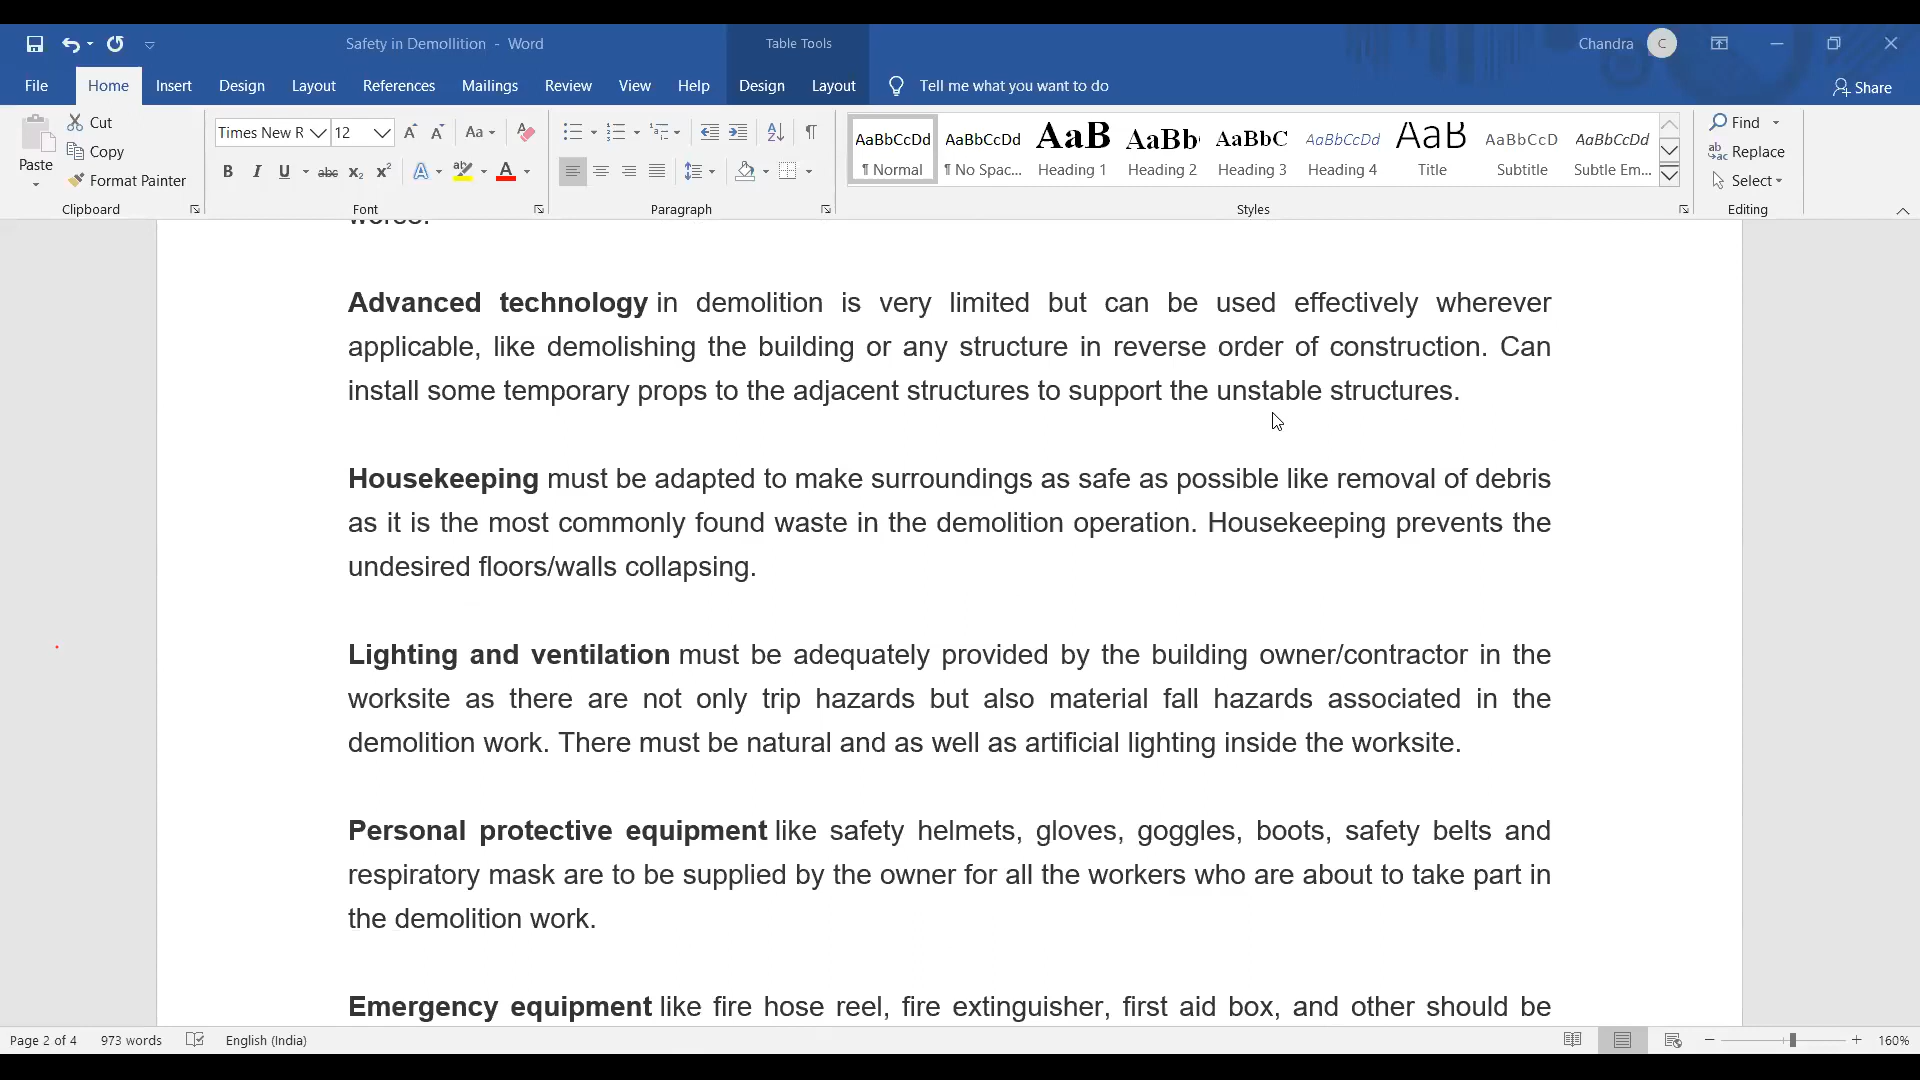 Safety in Demollition - Word
Table Tools
Chandra
C
File Home Insert Design Layout References Mailings Review View Help Design Layout Tell me what you want to do
Share
Paste
Cut
Copy
Format Painter
Clipboard
Times New R 12 Aa
B I U abc x₂ x² A A
Font
Paragraph
AaBbCcDd AaBbCcDd AaB AaBb AaBbC AaBbCcDd AaB AaBbCcD AaBbCcDd
¶ Normal ¶ No Spac... Heading 1 Heading 2 Heading 3 Heading 4 Title Subtitle Subtle Em...
Styles
Find
Replace
Select
Editing
worse.
Advanced technology in demolition is very limited but can be used effectively wherever
applicable, like demolishing the building or any structure in reverse order of construction. Can
install some temporary props to the adjacent structures to support the unstable structures.
Housekeeping must be adapted to make surroundings as safe as possible like removal of debris
as it is the most commonly found waste in the demolition operation. Housekeeping prevents the
undesired floors/walls collapsing.
Lighting and ventilation must be adequately provided by the building owner/contractor in the
worksite as there are not only trip hazards but also material fall hazards associated in the
demolition work. There must be natural and as well as artificial lighting inside the worksite.
Personal protective equipment like safety helmets, gloves, goggles, boots, safety belts and
respiratory mask are to be supplied by the owner for all the workers who are about to take part in
the demolition work.
Emergency equipment like fire hose reel, fire extinguisher, first aid box, and other should be
Page 2 of 4 973 words English (India) 160%